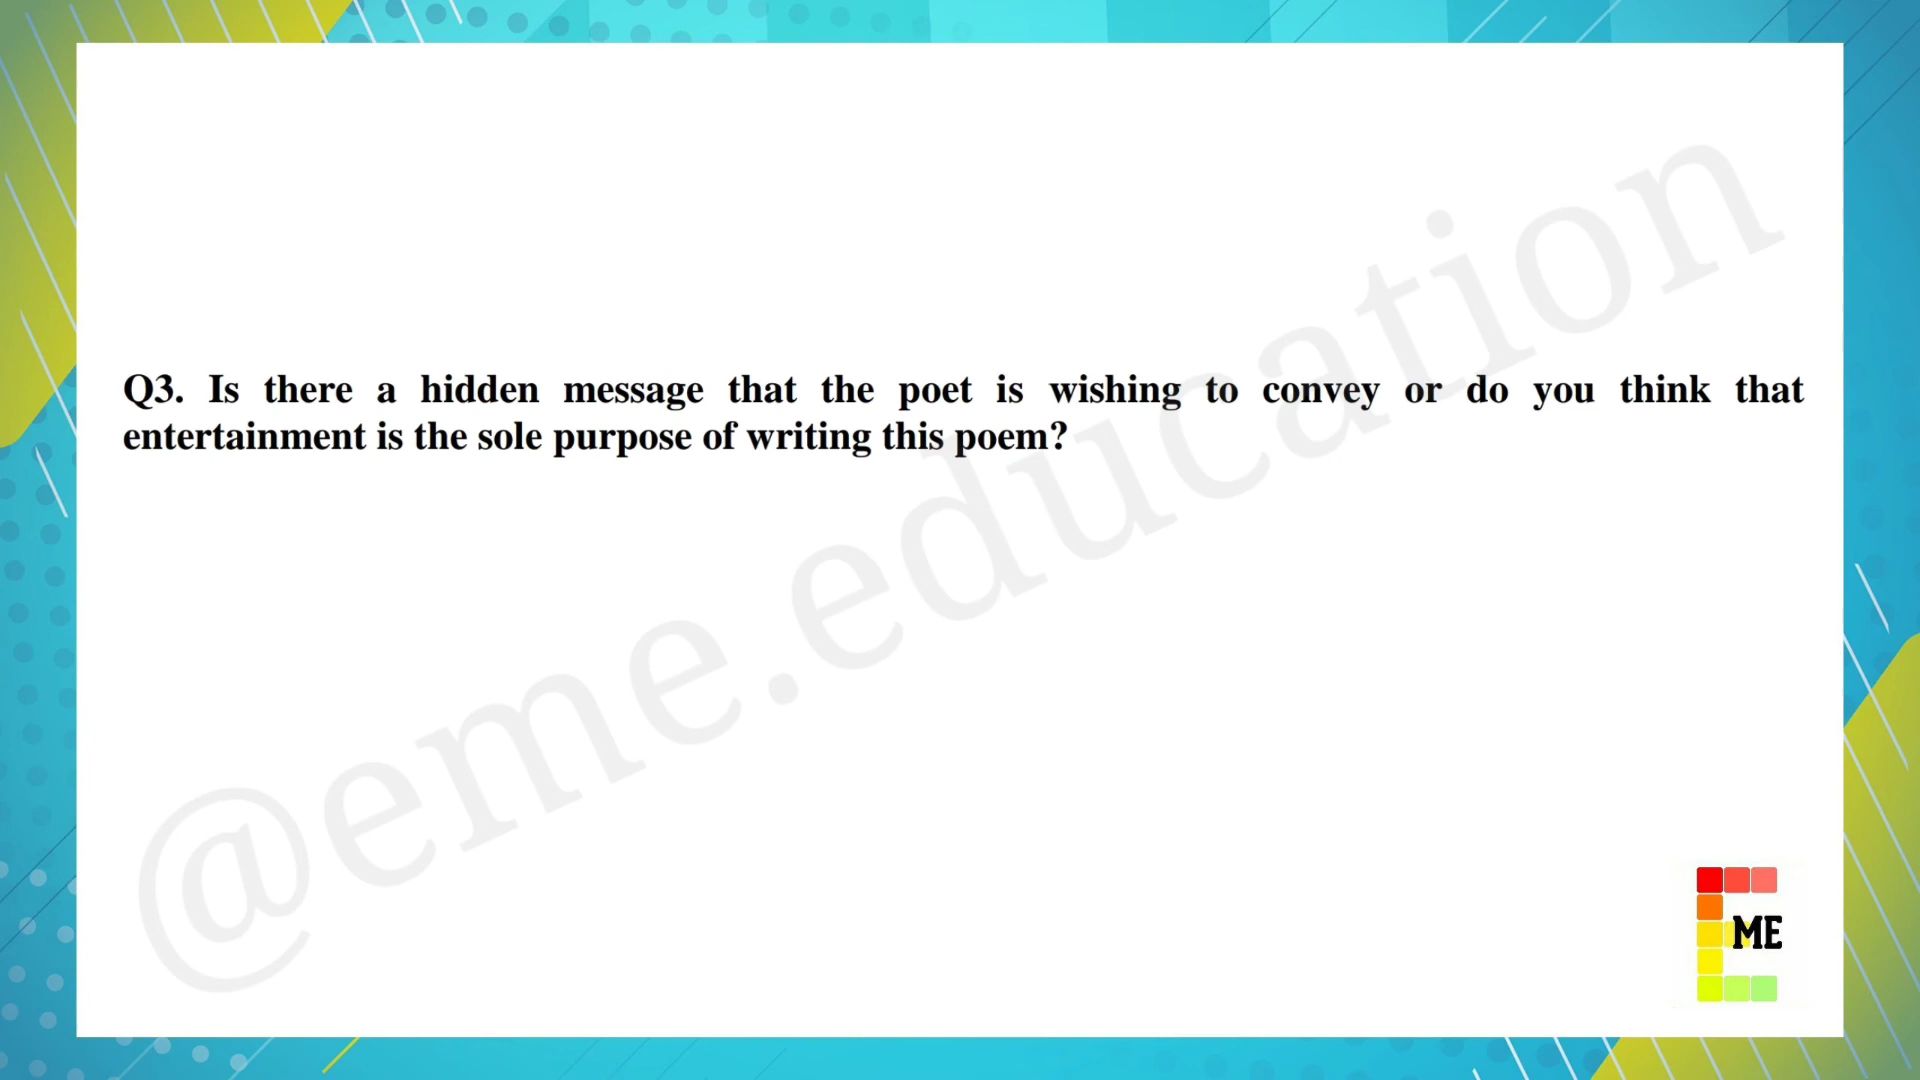 Q3. Is there a hidden message that the poet is wishing to convey or do you think that
entertainment is the sole purpose of writing this poem?
@eme.education
ME